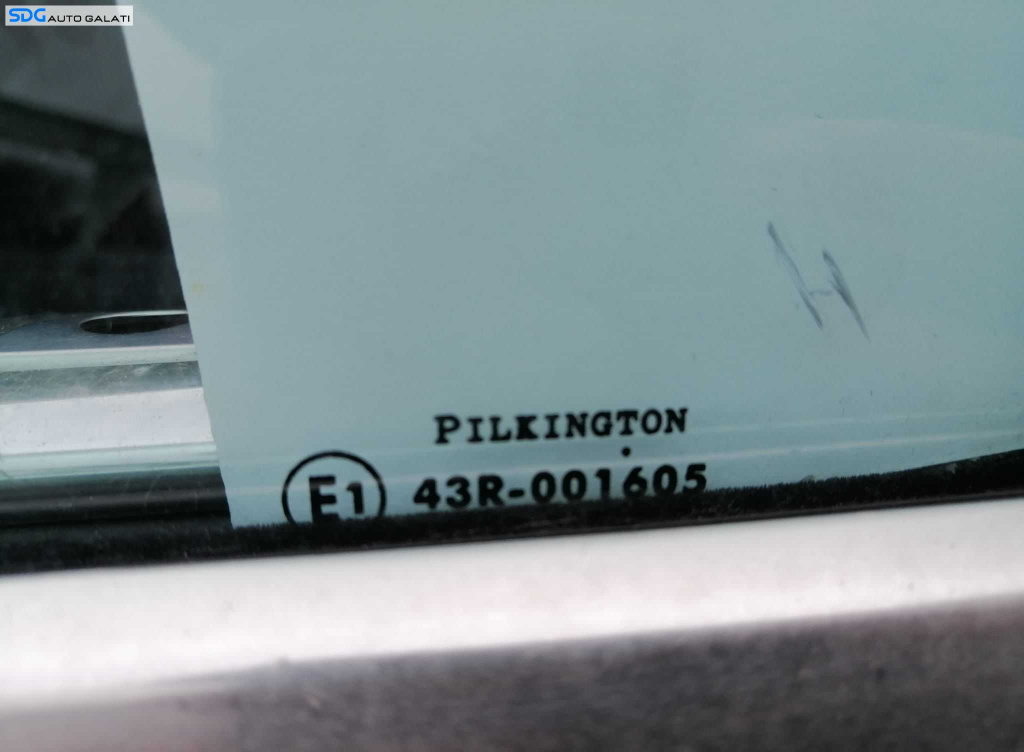 SDG AUTO GALATI
H
PILKINGTON
E1 43R-001605